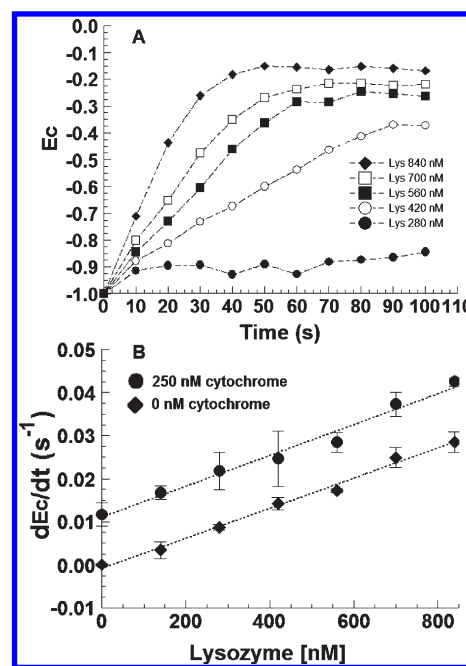 A
-0.0
-0.1
-0.2
-0.3
-0.4
-0.5
-0.6
-0.7
-0.8
-0.9
-1.0
Ec
Lys 840 nM
Lys 700 nM
Lys 560 nM
Lys 420 nM
Lys 280 nM
0 10 20 30 40 50 60 70 80 90 100 110
Time (s)
B
0.05
0.04
0.03
0.02
0.01
0.00
-0.01
dEc/dt (s⁻¹)
250 nM cytochrome
0 nM cytochrome
0 200 400 600 800
Lysozyme [nM]